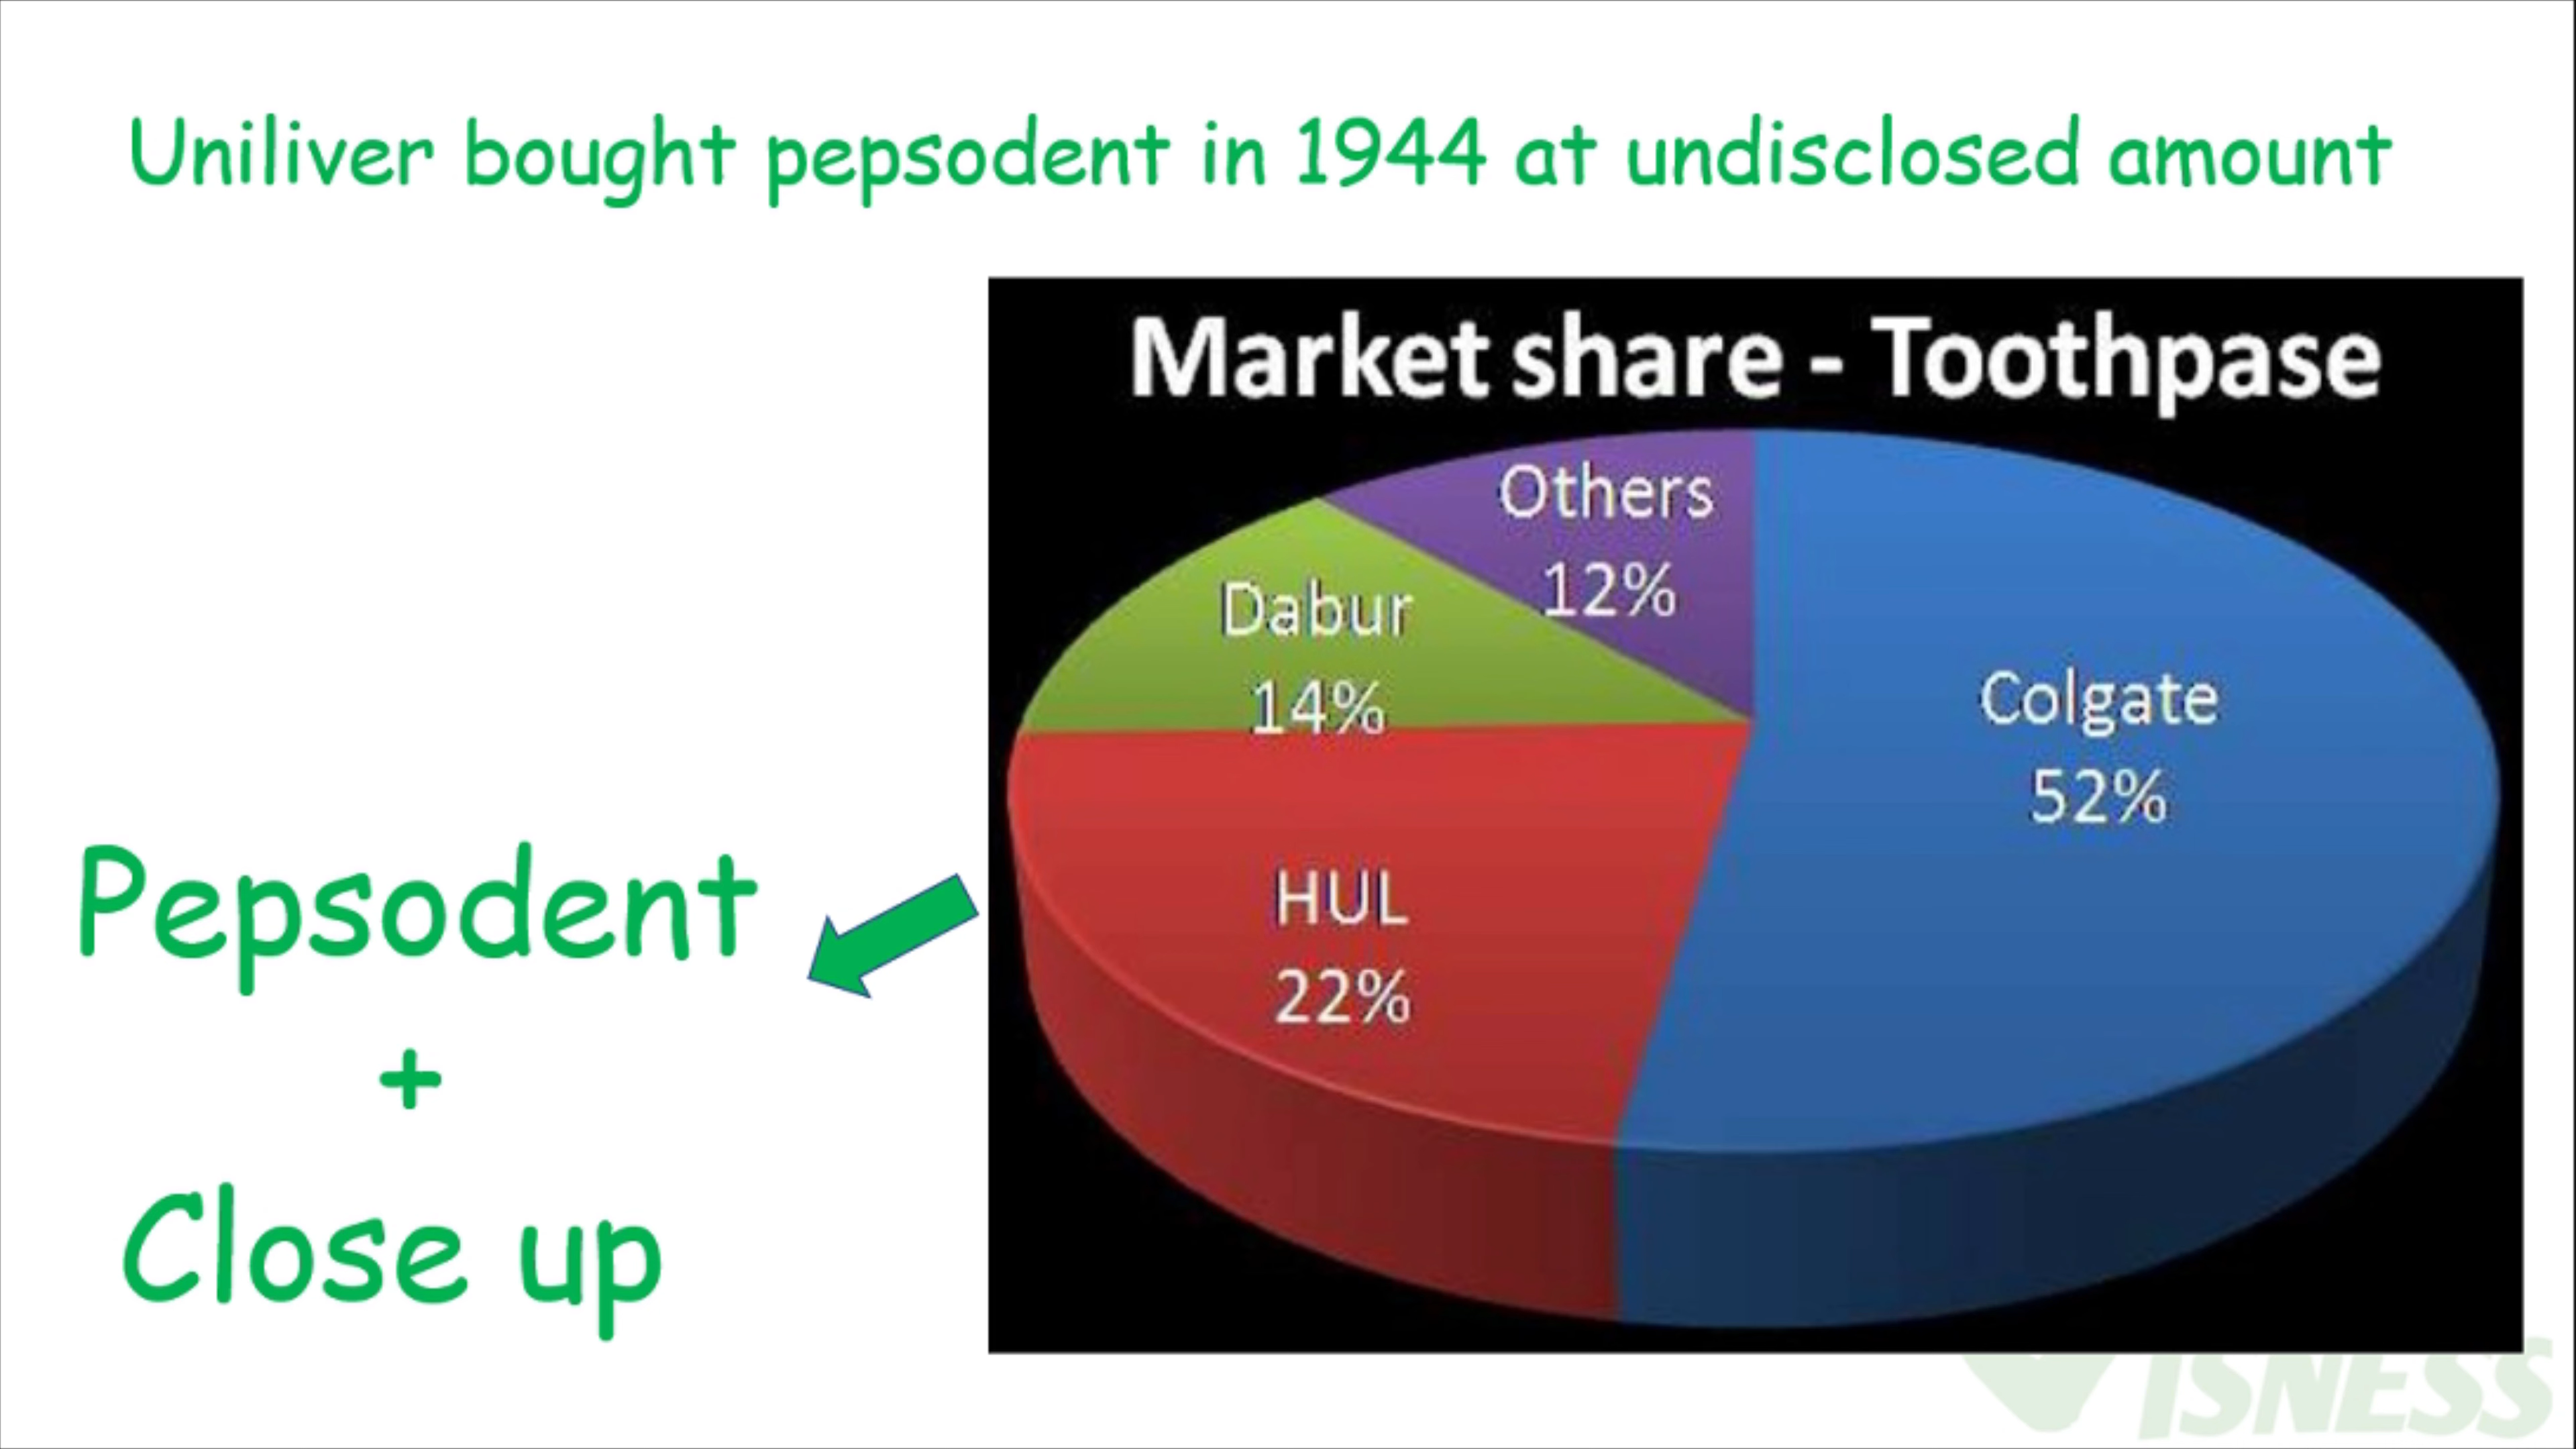 Uniliver bought pepsodent in 1944 at undisclosed amount
Market share - Toothpase
Others
12%
Dabur
14%
Colgate
52%
HUL
22%
Pepsodent
+
Close up
ISNESS